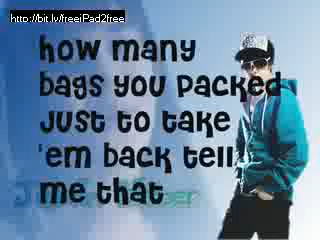 http://bit.ly/freeiPad2free
How many
bags you packed
Just to take
'em back tell
me that